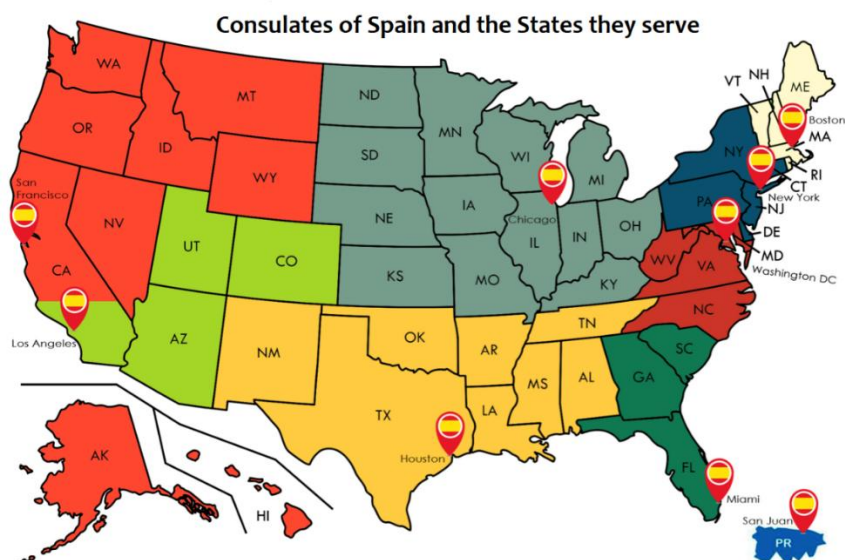 Consulates of Spain and the States they serve
WA
MT
ND
MN
VT
NH
ME
Boston
OR
ID
SD
WI
MI
NY
MA
RI
CT
New York
San
Francisco
WY
NE
IA
Chicago
PA
NJ
DE
MD
Washington DC
NV
UT
CO
KS
IL
IN
OH
WV
VA
CA
MO
KY
Los Angeles
AZ
NM
OK
AR
TN
NC
SC
TX
LA
MS
AL
GA
Houston
AK
HI
FL
Miami
San Juan
PR